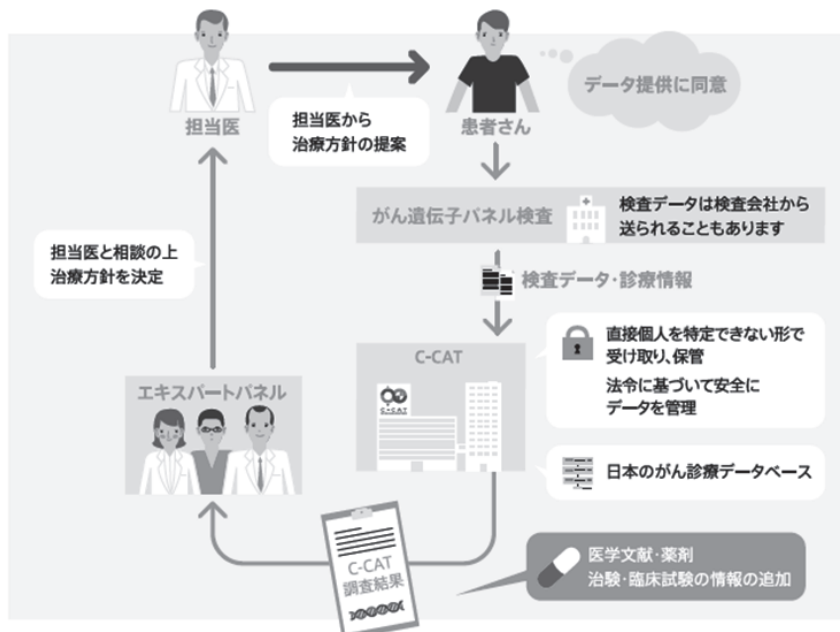 データ提供に同意
担当医
患者さん
担当医から
治療方針の提案
がん遺伝子パネル検査
検査データは検査会社から
送られることもあります
担当医と相談の上
治療方針を決定
検査データ・診療情報
C-CAT
直接個人を特定できない形で
受け取り、保管
法令に基づいて安全に
データを管理
エキスパートパネル
C-CAT
日本のがん診療データベース
C-CAT
調査結果
医学文献・薬剤
治験・臨床試験の情報の追加